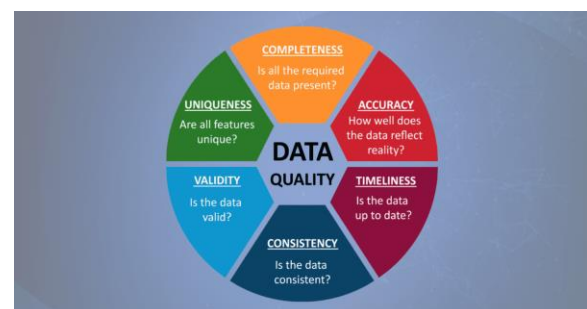 COMPLETENESS
Is all the required
data present?
ACCURACY
How well does
the data reflect
reality?
TIMELINESS
Is the data
up to date?
CONSISTENCY
Is the data
consistent?
VALIDITY
Is the data
valid?
UNIQUENESS
Are all features
unique?
DATA
QUALITY